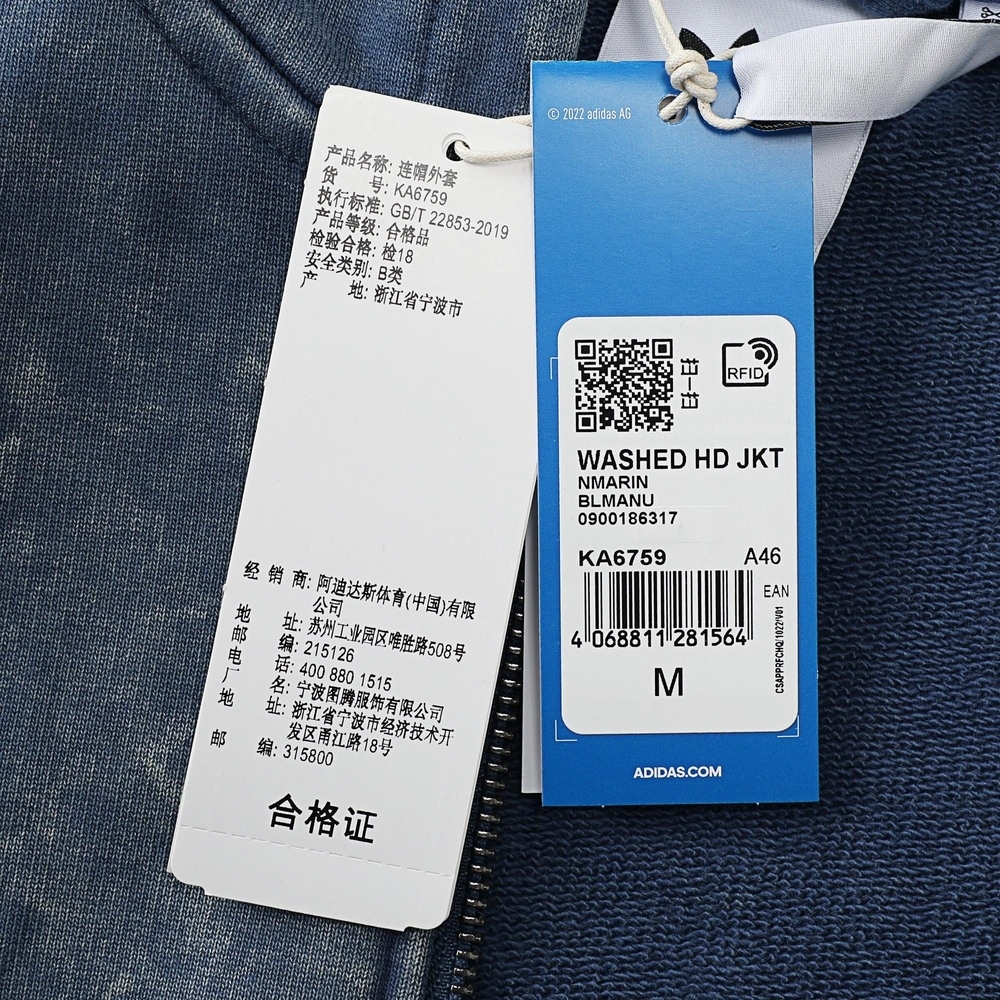 产品名称: 连帽外套
货 号: KA6759
执行标准: GB/T 22853-2019
产品等级: 合格品
检验合格: 检18
安全类别: B类
产 地: 浙江省宁波市
经 销 商: 阿迪达斯体育(中国)有限
公司
地 址: 苏州工业园区唯胜路508号
邮 编: 215126
电 话: 400 880 1515
厂 名: 宁波图腾服饰有限公司
地 址: 浙江省宁波市经济技术开
发区甬江路18号
邮 编: 315800
合格证
© 2022 adidas AG
RFID
WASHED HD JKT
NMARIN
BLMANU
0900186317
KA6759 A46
EAN
4 068811 281564
CSAPPRFCHQ/1022/V01
M
ADIDAS.COM